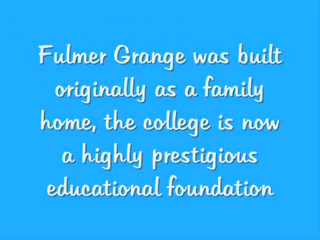 Fulmer Grange was built
originally as a family
home, the college is now
a highly prestigious
educational foundation